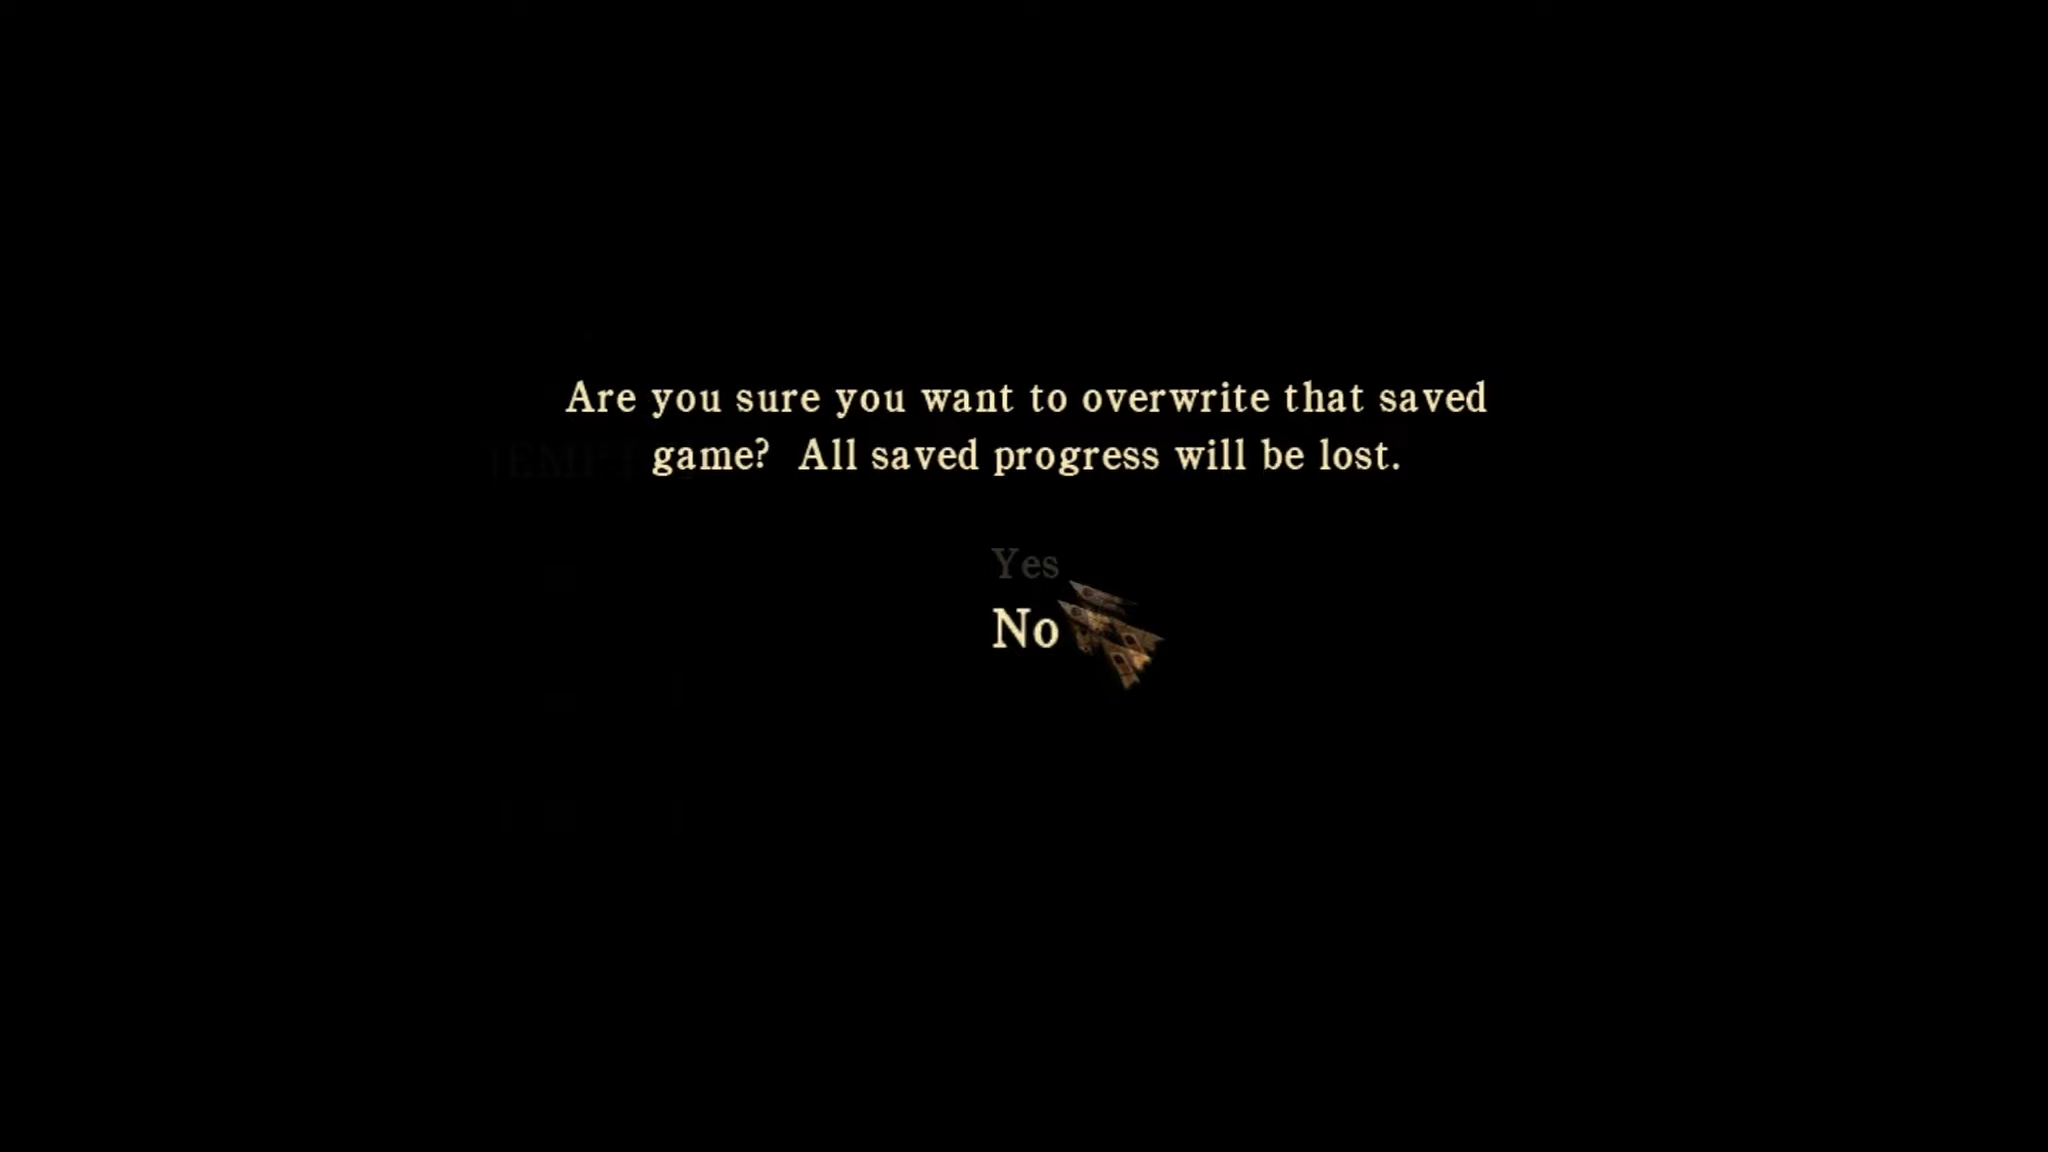 Are you sure you want to overwrite that saved
game?  All saved progress will be lost.
Yes
No